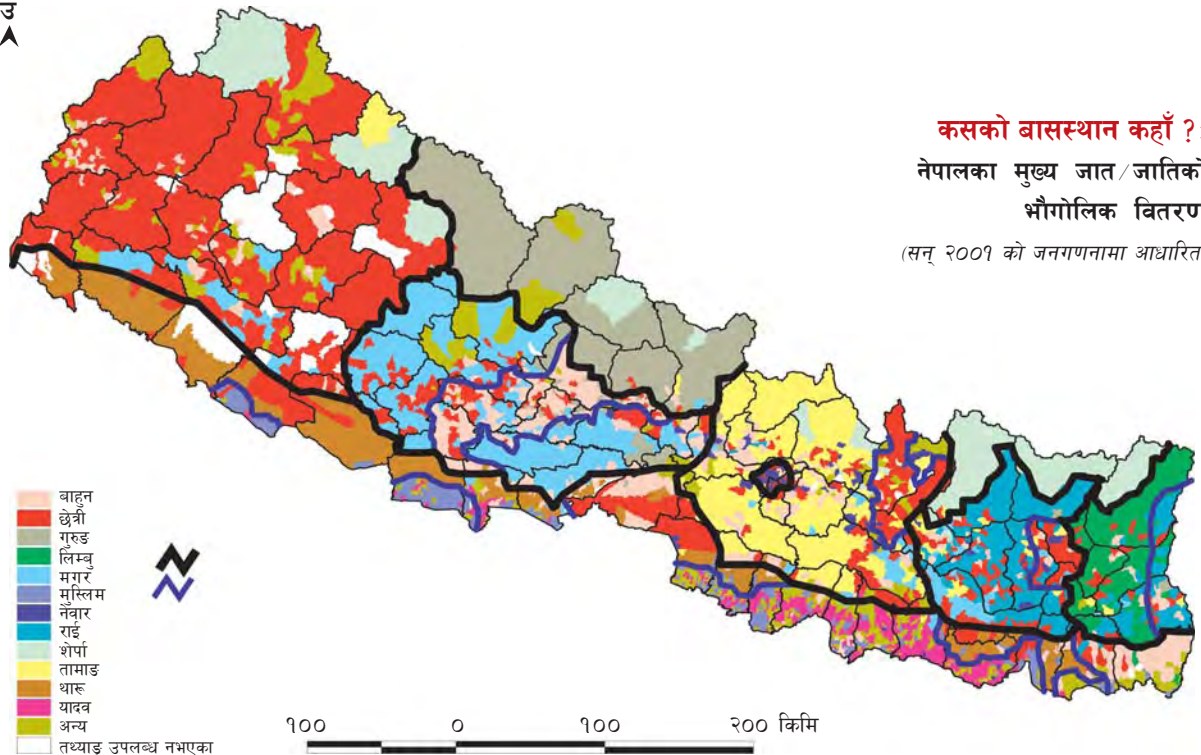 उ
कसको बासस्थान कहाँ ?
नेपालका मुख्य जात/जातिको
भौगोलिक वितरण
(सन् २००१ को जनगणनामा आधारित
बाहुन
छेत्री
गुरुङ
लिम्बु
मगर
मुस्लिम
नेवार
राई
शेर्पा
तामाङ
थारू
यादव
अन्य
तथ्याङ्क उपलब्ध नभएका
१००
०
१००
२०० किमि